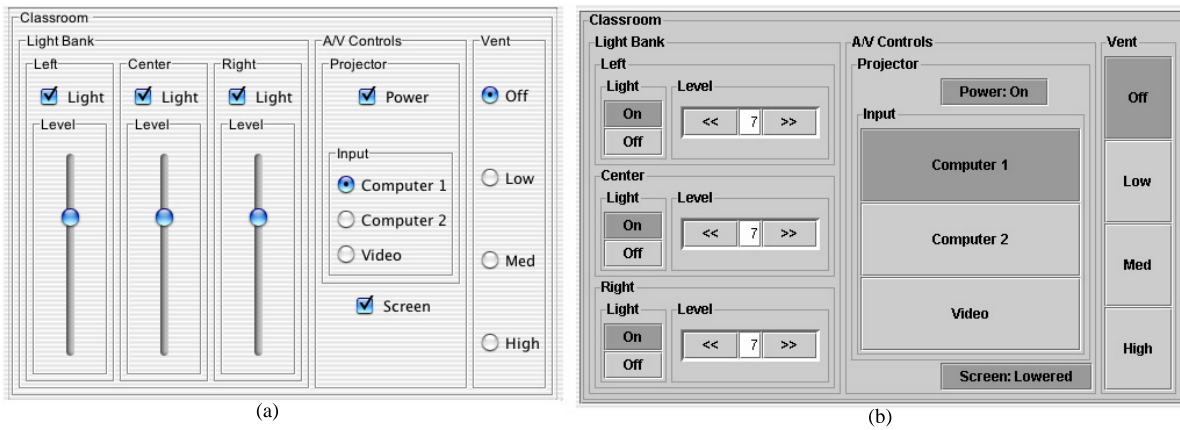 Classroom
Light Bank
A/V Controls
Vent
Left
Center
Right
Projector
Light
Light
Light
Power
Off
Level
Level
Level
Input
Computer 1
Low
Computer 2
Video
Med
Screen
High
(a)
Classroom
Light Bank
A/V Controls
Vent
Left
Projector
Light
Level
Power: On
Off
On
<< 7 >>
Input
Off
Computer 1
Center
Low
Light
Level
On
<< 7 >>
Computer 2
Off
Med
Right
Light
Level
Video
On
<< 7 >>
High
Off
Screen: Lowered
(b)